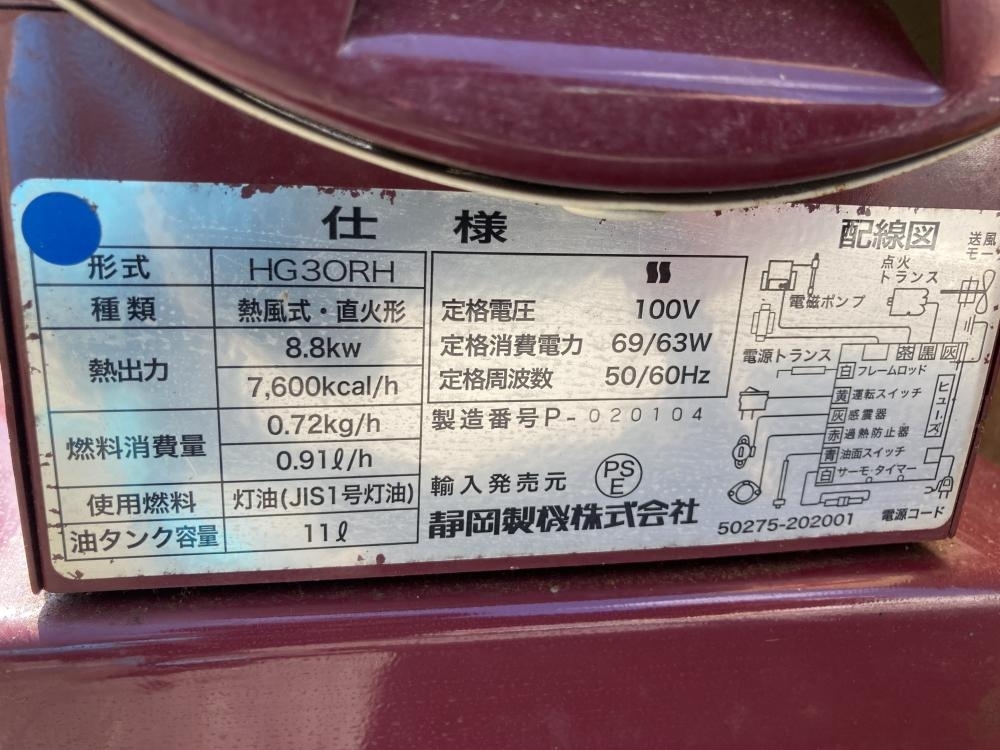 仕様
形式 HG30RH
種類 熱風式・直火形
熱出力 8.8kw
7,600kcal/h
燃料消費量 0.72kg/h
0.91ℓ/h
使用燃料 灯油(JIS1号灯油)
油タンク容量 11ℓ
定格電圧 100V
定格消費電力 69/63W
定格周波数 50/60Hz
製造番号P-020104
輸入発売元
PS
E
静岡製機株式会社
50275-202001
配線図
送風
モー
点火
トランス
電磁ポンプ
電源トランス
茶 黒
白 フレームロッド
黄 運転スイッチ
灰 感震器
赤 過熱防止器
青 油面スイッチ
白 サーモ・タイマー
ヒューズ
電源コード